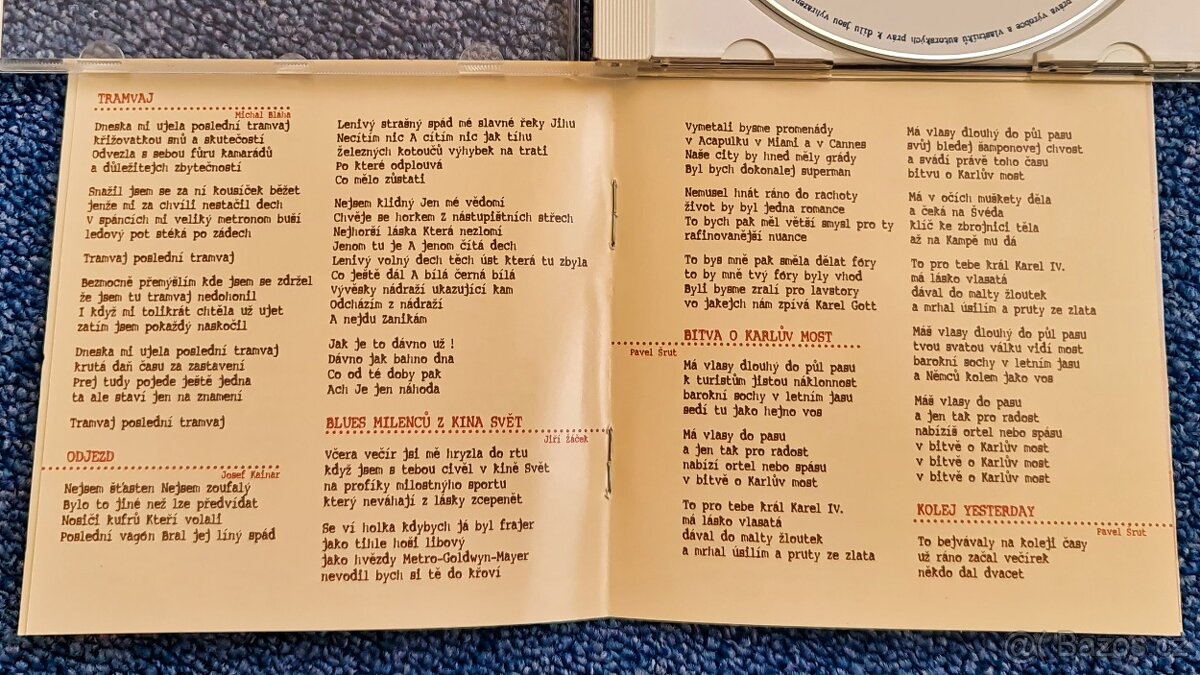 práva výrobce a vlastníků autorských práv k dílu jsou vyhrazena
TRAMVAJ
Michal Bláha
Dneska mi ujela poslední tramvaj
křižovatkou snů a skutečostí
Odvezla s sebou fůru kamarádů
a důležitejch zbytečností
Snažil jsem se za ní kousíček běžet
jenže mi za chvíli nestačil dech
V spáncích mi veliký metronom buší
ledový pot stéká po zádech
Tramvaj poslední tramvaj
Bezmocně přemýšlím kde jsem se zdržel
že jsem tu tramvaj nedohonil
I když mi tolikrát chtěla už ujet
zatím jsem pokaždý naskočil
Dneska mi ujela poslední tramvaj
krutá daň času za zastavení
Prej tudy pojede ještě jedna
ta ale staví jen na znamení
Tramvaj poslední tramvaj
ODJEZD
Josef Kainar
Nejsem šťasten Nejsem zoufalý
Bylo to jiné než lze předvídat
Nosiči kufrů Kteří volali
Poslední vagón Bral jej líný spád
Lenivý strašný spád mé slavné řeky Jihu
Necítím nic A cítím nic jak tíhu
železných kotoučů výhybek na trati
Po které odplouvá
Co mělo zůstati
Nejsem klidný Jen mé vědomí
Chvěje se horkem Z nástupištních střech
Nejhorší láska Která nezlomí
Jenom tu je A jenom čítá dech
Lenivý volný dech těch úst která tu zbyla
Co ještě dál A bílá černá bílá
Vývěsky nádraží ukazující kam
Odcházím z nádraží
A nejdu Zanikám
Jak je to dávno už !
Dávno jak bahno dna
Co od té doby pak
Ach Je jen náhoda
BLUES MILENCŮ Z KINA SVĚT
Jiří Žáček
Včera večír jsi mě hryzla do rtu
když jsem s tebou civěl v kině Svět
na profíky milostnýho sportu
který neváhají z lásky zcepenět
Se ví holka kdybych já byl frajer
jako tihle hoši libový
jako hvězdy Metro-Goldwyn-Mayer
nevodil bych si tě do křoví
Vymetali bysme promenády
v Acapulku v Miami a v Cannes
Naše city by hned měly grády
Byl bych dokonalej superman
Nemusel hnát ráno do rachoty
život by byl jedna romance
To bych pak měl větší smysl pro ty
rafinovanější nuance
To bys mně pak směla dělat fóry
to by mně tvý fóry byly vhod
Byli bysme zralí pro lavstory
vo jakejch nám zpívá Karel Gott
BITVA O KARLŮV MOST
Pavel Šrut
Má vlasy dlouhý do půl pasu
k turistům jistou náklonnost
barokní sochy v letním jasu
sedí tu jako hejno vos
Má vlasy do pasu
a jen tak pro radost
nabízí ortel nebo spásu
v bitvě o Karlův most
To pro tebe král Karel IV.
má lásko vlasatá
dával do malty žloutek
a mrhal úsilím a pruty ze zlata
Má vlasy dlouhý do půl pasu
svůj bledej šamponovej chvost
a svádí právě toho času
bitvu o Karlův most
Má v očích muškety děla
a čeká na Švéda
klíč ke zbrojnici těla
až na Kampě mu dá
To pro tebe král Karel IV.
má lásko vlasatá
dával do malty žloutek
a mrhal úsilím a pruty ze zlata
Máš vlasy dlouhý do půl pasu
tvou svatou válku vidí most
barokní sochy v letním jasu
a Němců kolem jako vos
Máš vlasy do pasu
a jen tak pro radost
nabízíš ortel nebo spásu
v bitvě o Karlův most
v bitvě o Karlův most
v bitvě o Karlův most
KOLEJ YESTERDAY
Pavel Šrut
To bejvávaly na koleji časy
už ráno začal večírek
někdo dal dvacet
@ Bazoš.cz